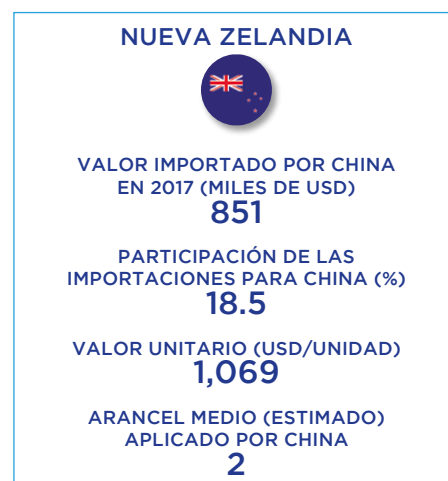 NUEVA ZELANDIA
VALOR IMPORTADO POR CHINA
EN 2017 (MILES DE USD)
851
PARTICIPACIÓN DE LAS
IMPORTACIONES PARA CHINA (%)
18.5
VALOR UNITARIO (USD/UNIDAD)
1,069
ARANCEL MEDIO (ESTIMADO)
APLICADO POR CHINA
2